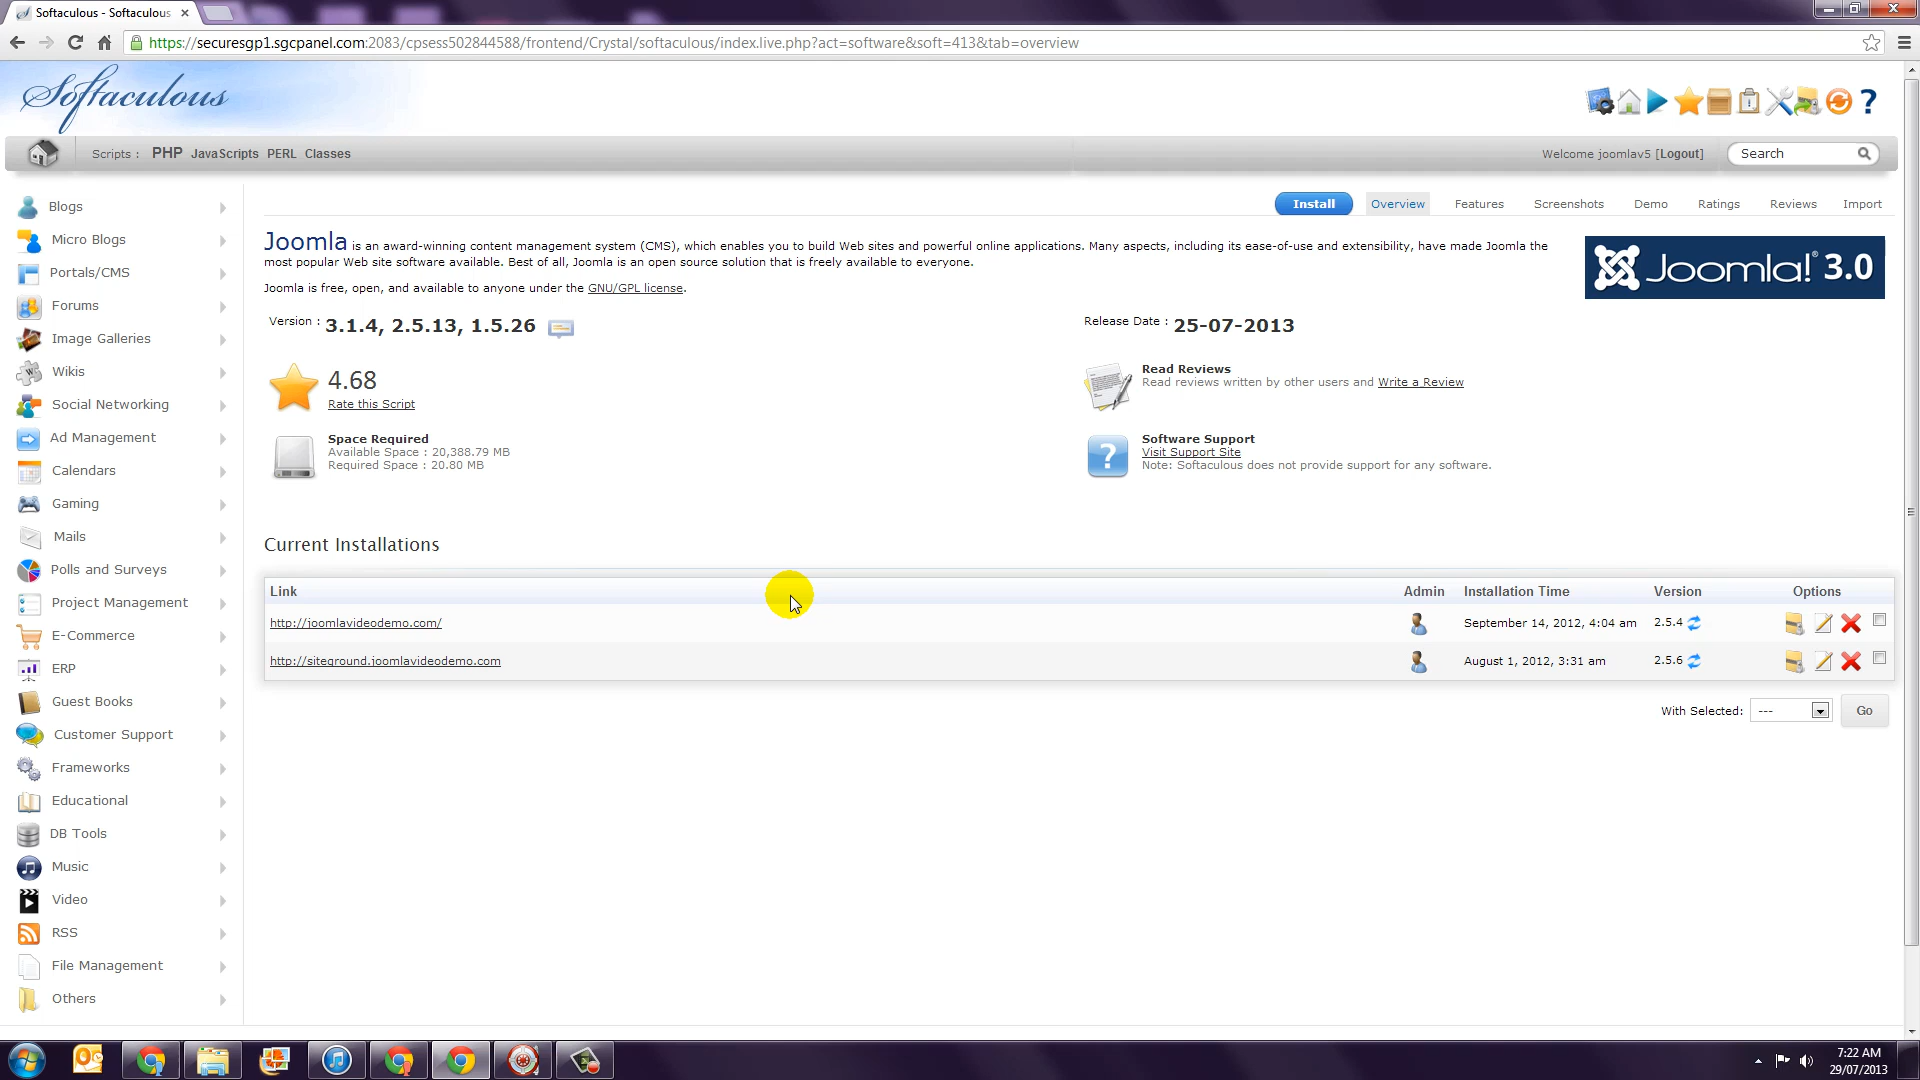 Softaculous - Softaculous
https://securesgp1.sgcpanel.com:2083/cpsess502844588/frontend/Crystal/softaculous/index.live.php?act=software&soft=413&tab=overview
Softaculous
?
Scripts : PHP JavaScripts PERL Classes
Welcome joomlav5 [Logout]
Search
Blogs
Micro Blogs
Portals/CMS
Forums
Image Galleries
Wikis
Social Networking
Ad Management
Calendars
Gaming
Mails
Polls and Surveys
Project Management
E-Commerce
ERP
Guest Books
Customer Support
Frameworks
Educational
DB Tools
Music
Video
RSS
File Management
Others
Install Overview Features Screenshots Demo Ratings Reviews Import
Joomla is an award-winning content management system (CMS), which enables you to build Web sites and powerful online applications. Many aspects, including its ease-of-use and extensibility, have made Joomla the
most popular Web site software available. Best of all, Joomla is an open source solution that is freely available to everyone.
Joomla! 3.0
Joomla is free, open, and available to anyone under the GNU/GPL license.
Version : 3.1.4, 2.5.13, 1.5.26
Release Date : 25-07-2013
4.68
Rate this Script
Read Reviews
Read reviews written by other users and Write a Review
Space Required
Available Space : 20,388.79 MB
Required Space : 20.80 MB
?
Software Support
Visit Support Site
Note: Softaculous does not provide support for any software.
Current Installations
Link Admin Installation Time Version Options
http://joomlavideodemo.com/ September 14, 2012, 4:04 am 2.5.4
http://siteground.joomlavideodemo.com August 1, 2012, 3:31 am 2.5.6
With Selected: --- Go
7:22 AM
29/07/2013